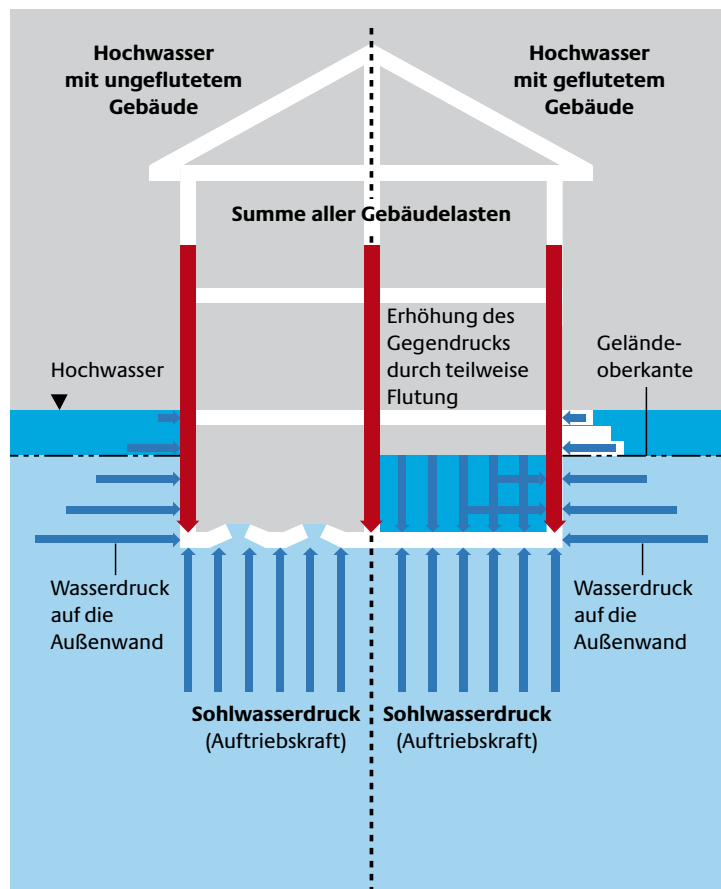 Hochwasser
mit ungeflutetem
Gebäude
Hochwasser
mit geflutetem
Gebäude
Summe aller Gebäudelasten
Erhöhung des
Gegendrucks
durch teilweise
Flutung
Hochwasser
Gelände-
oberkante
Wasserdruck
auf die
Außenwand
Wasserdruck
auf die
Außenwand
Sohlwasserdruck
(Auftriebskraft)
Sohlwasserdruck
(Auftriebskraft)